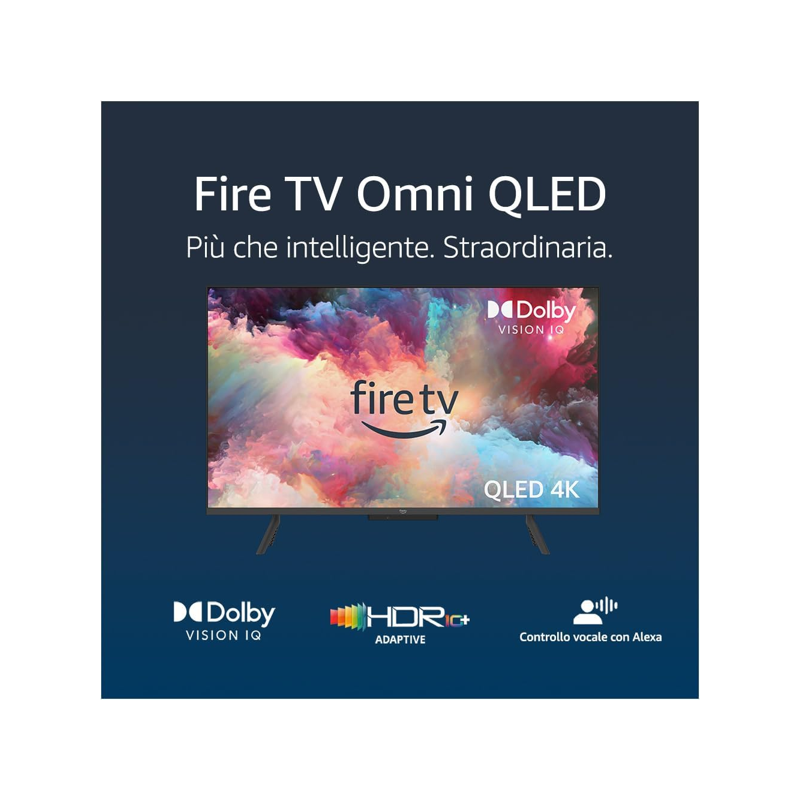 Fire TV Omni QLED
Più che intelligente. Straordinaria.
Dolby
VISION IQ
fire tv
QLED 4K
Dolby
VISION IQ
HDR10+
ADAPTIVE
Controllo vocale con Alexa